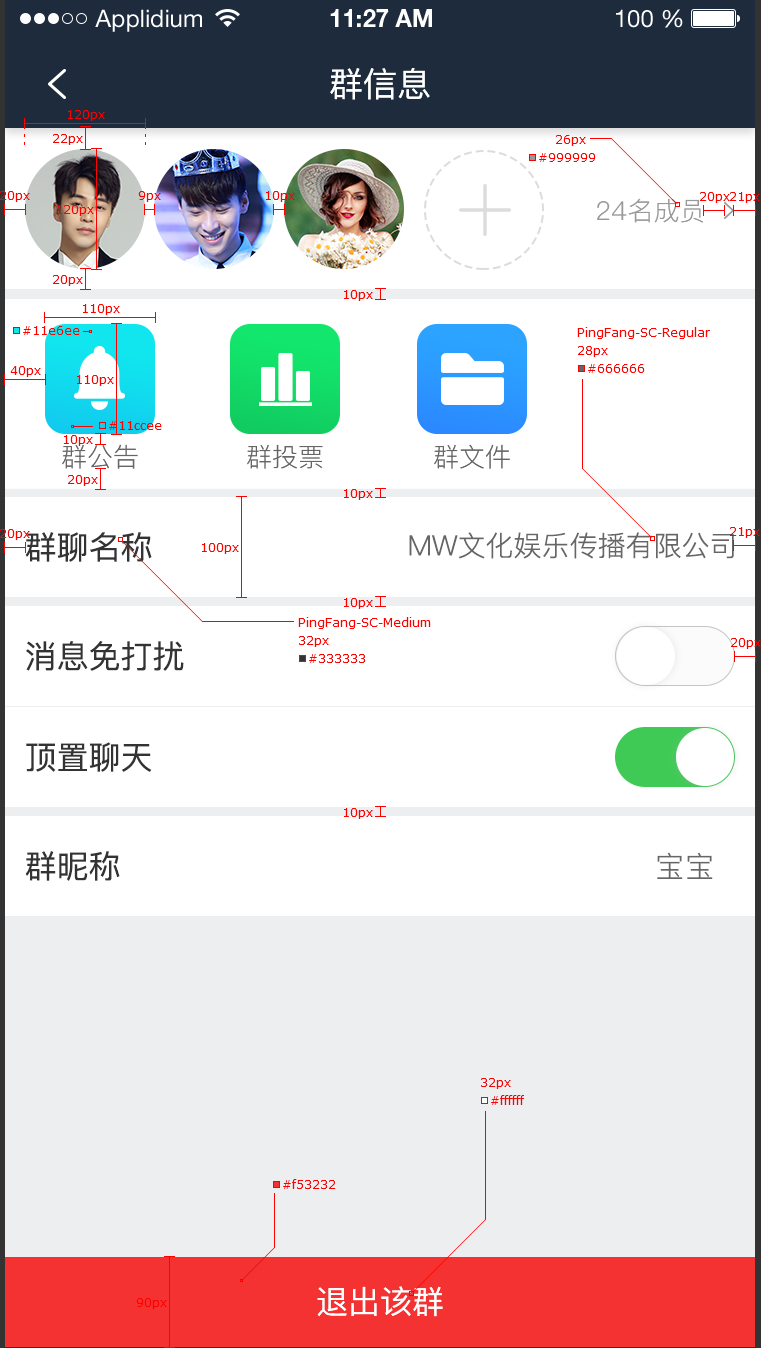 Applidium 11:27 AM 100 %
群信息
120px
22px
26px
#999999
20px 120px 9px 10px 24名成员 20px 21px
20px
10px
110px
#11e6ee
PingFang-SC-Regular
28px
#666666
40px 110px
#11ccee
10px
群公告 群投票 群文件
20px
10px
20px 21px
群聊名称 100px MW文化娱乐传播有限公司
10px
PingFang-SC-Medium
32px
#333333
消息免打扰 20px
顶置聊天
10px
群昵称 宝宝
32px
#ffffff
#f53232
90px 退出该群